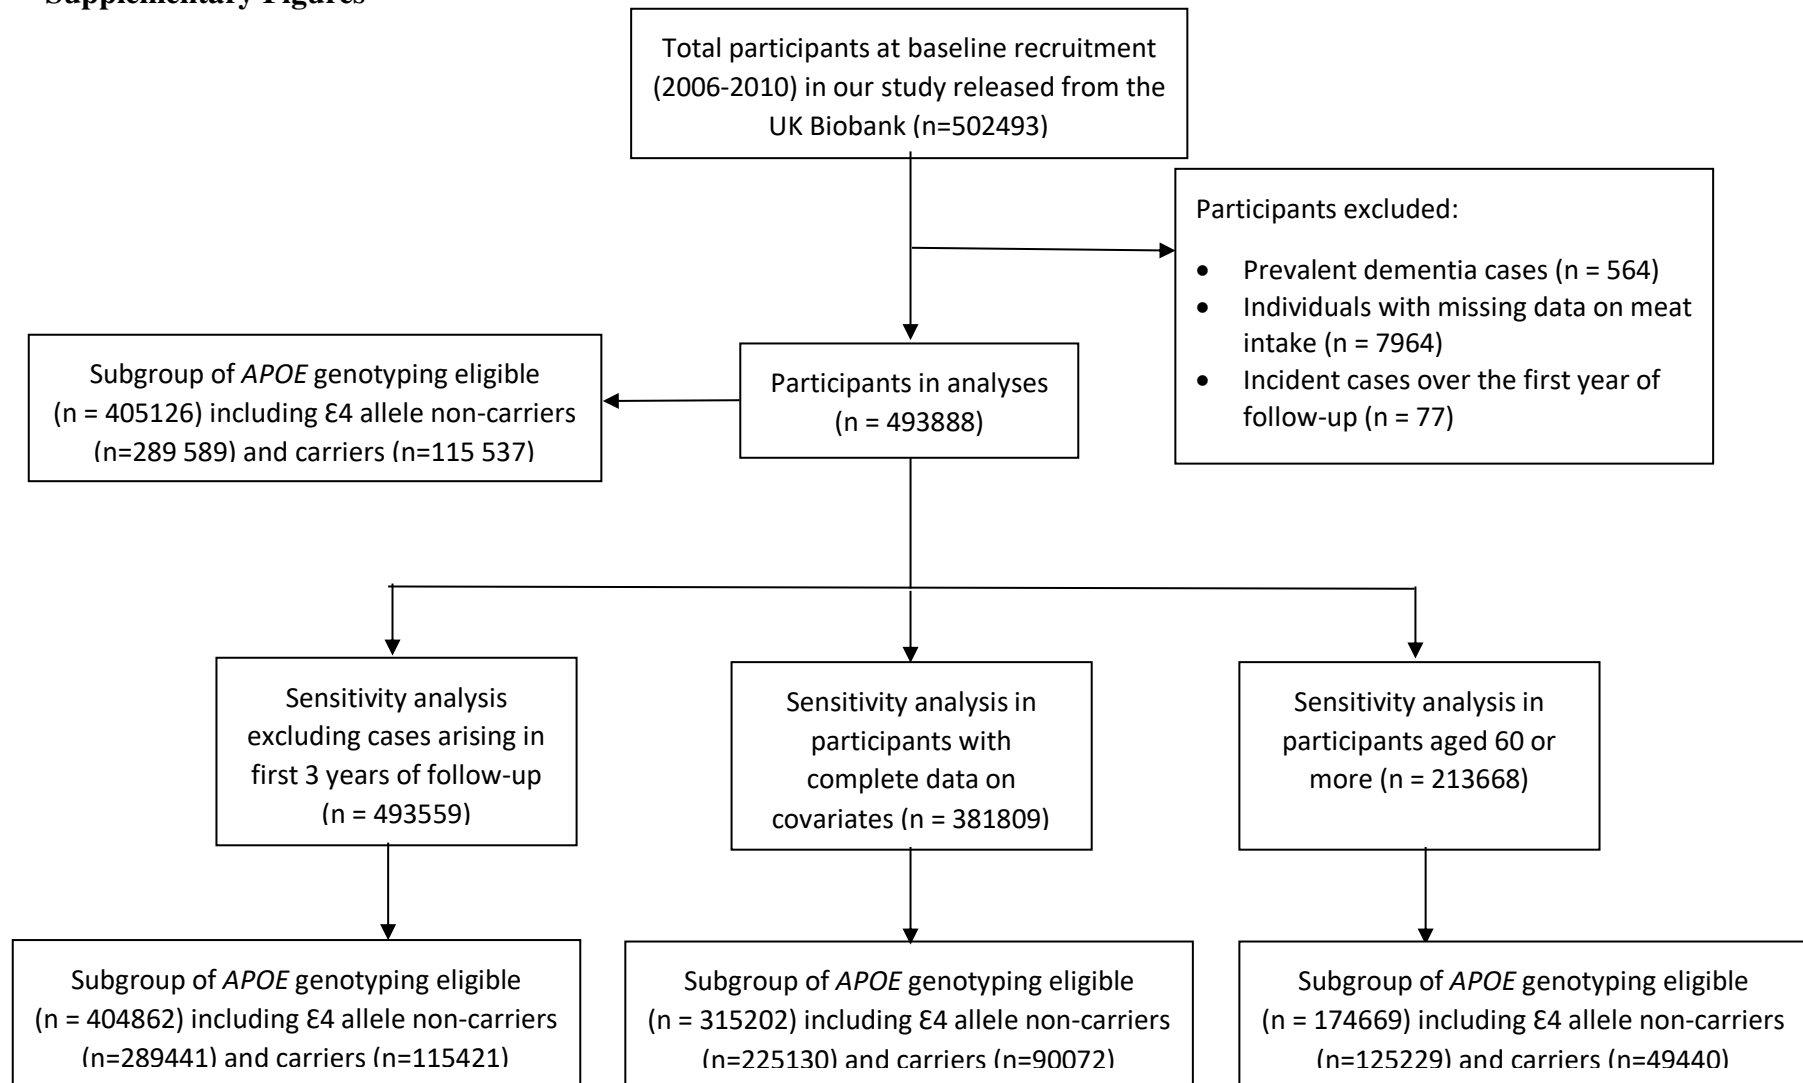 Supplementary Figures
Total participants at baseline recruitment
(2006-2010) in our study released from the
UK Biobank (n=502493)
Participants excluded:
• Prevalent dementia cases (n = 564)
• Individuals with missing data on meat
intake (n = 7964)
• Incident cases over the first year of
follow-up (n = 77)
Subgroup of APOE genotyping eligible
(n = 405126) including Ɛ4 allele non-carriers
(n=289 589) and carriers (n=115 537)
Participants in analyses
(n = 493888)
Sensitivity analysis
excluding cases arising in
first 3 years of follow-up
(n = 493559)
Sensitivity analysis in
participants with
complete data on
covariates (n = 381809)
Sensitivity analysis in
participants aged 60 or
more (n = 213668)
Subgroup of APOE genotyping eligible
(n = 404862) including Ɛ4 allele non-carriers
(n=289441) and carriers (n=115421)
Subgroup of APOE genotyping eligible
(n = 315202) including Ɛ4 allele non-carriers
(n=225130) and carriers (n=90072)
Subgroup of APOE genotyping eligible
(n = 174669) including Ɛ4 allele non-carriers
(n=125229) and carriers (n=49440)